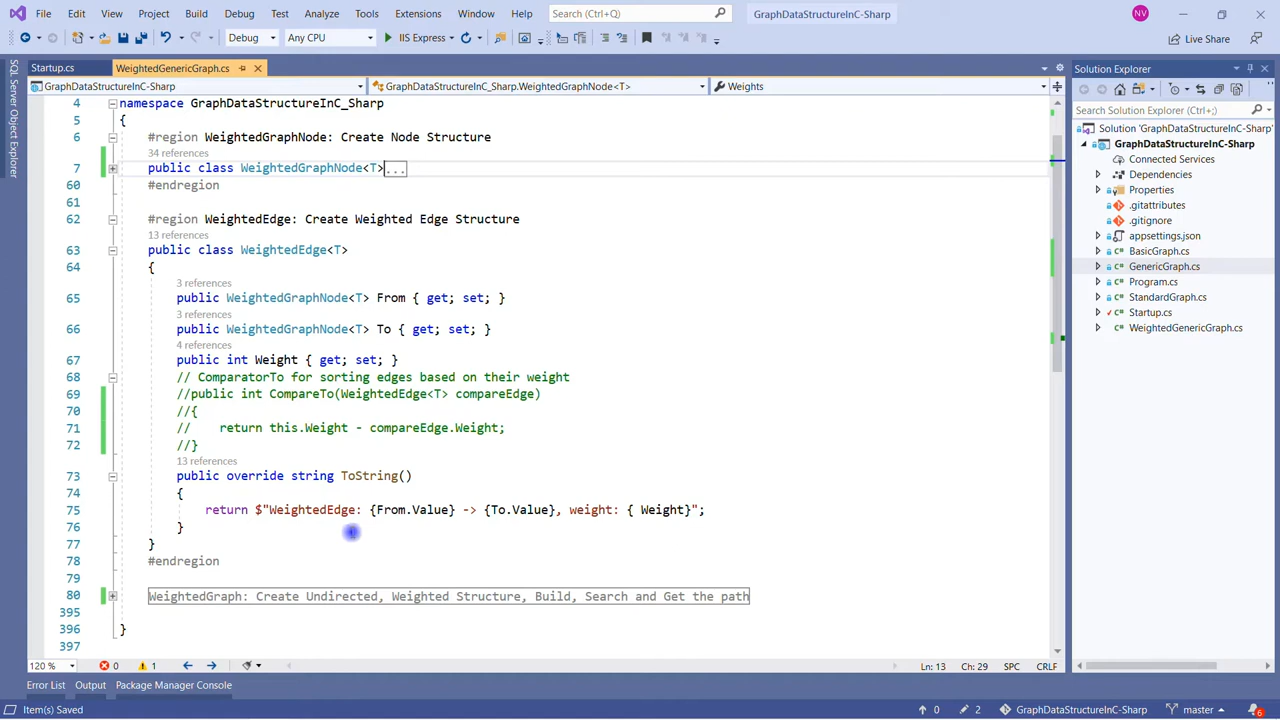 File Edit View Project Build Debug Test Analyze Tools Extensions Window Help Search (Ctrl+Q) GraphDataStructureInC-Sharp NV
Debug Any CPU IIS Express Live Share
SQL Server Object Explorer
Startup.cs WeightedGenericGraph.cs
GraphDataStructureInC-Sharp GraphDataStructureInC_Sharp.WeightedGraphNode<T> Weights
4 namespace GraphDataStructureInC_Sharp
5 {
6 #region WeightedGraphNode: Create Node Structure
34 references
7 public class WeightedGraphNode<T>...
60 #endregion
61
62 #region WeightedEdge: Create Weighted Edge Structure
13 references
63 public class WeightedEdge<T>
64 {
3 references
65 public WeightedGraphNode<T> From { get; set; }
3 references
66 public WeightedGraphNode<T> To { get; set; }
4 references
67 public int Weight { get; set; }
68 // ComparatorTo for sorting edges based on their weight
69 //public int CompareTo(WeightedEdge<T> compareEdge)
70 //{
71 // return this.Weight - compareEdge.Weight;
72 //}
13 references
73 public override string ToString()
74 {
75 return $"WeightedEdge: {From.Value} -> {To.Value}, weight: { Weight}";
76 }
77 }
78 #endregion
79
80 WeightedGraph: Create Undirected, Weighted Structure, Build, Search and Get the path
395
396 }
397
120 % 0 1 Ln: 13 Ch: 29 SPC CRLF
Error List Output Package Manager Console
Item(s) Saved 0 2 GraphDataStructureInC-Sharp master 6
Solution Explorer
Search Solution Explorer (Ctrl+;)
Solution 'GraphDataStructureInC-Sharp'
GraphDataStructureInC-Sharp
Connected Services
Dependencies
Properties
.gitattributes
.gitignore
appsettings.json
BasicGraph.cs
GenericGraph.cs
Program.cs
StandardGraph.cs
Startup.cs
WeightedGenericGraph.cs